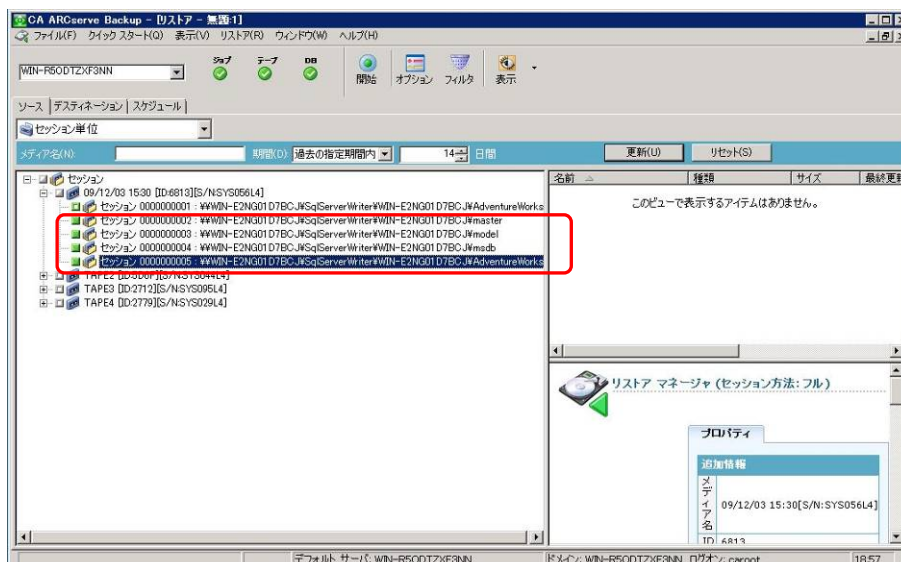 CA ARCserve Backup - [リストア - 無題:1]
ファイル(F) クイック スタート(Q) 表示(V) リストア(R) ウィンドウ(W) ヘルプ(H)
WIN-R5ODTZXF3NN ジョブ テープ DB 開始 オプション フィルタ 表示
ソース デスティネーション スケジュール
セッション単位
メディア名(N): 期間(D): 過去の指定期間内 14 日間 更新(U) リセット(S)
セッション
名前 種類 サイズ 最終更新
09/12/03 15:30 [ID:6813][S/N:SYS056L4]
このビューで表示するアイテムはありません。
セッション 0000000001 : ¥¥WIN-E2NG01D7BCJ¥SqlServerWriter¥WIN-E2NG01D7BCJ¥AdventureWorks
セッション 0000000002 : ¥¥WIN-E2NG01D7BCJ¥SqlServerWriter¥WIN-E2NG01D7BCJ¥master
セッション 0000000003 : ¥¥WIN-E2NG01D7BCJ¥SqlServerWriter¥WIN-E2NG01D7BCJ¥model
セッション 0000000004 : ¥¥WIN-E2NG01D7BCJ¥SqlServerWriter¥WIN-E2NG01D7BCJ¥msdb
セッション 0000000005 : ¥¥WIN-E2NG01D7BCJ¥SqlServerWriter¥WIN-E2NG01D7BCJ¥AdventureWorks
TAPE2
TAPE3 [ID:2712][S/N:SYS095L4]
TAPE4 [ID:2779][S/N:SYS029L4]
リストア マネージャ (セッション方法: フル)
プロパティ
追加情報
メディア名 09/12/03 15:30[S/N:SYS056L4]
ID 6813
デフォルト サーバ: WIN-R5ODTZXF3NN ドメイン: WIN-R5ODTZXF3NN ログオン: caroot 18:57